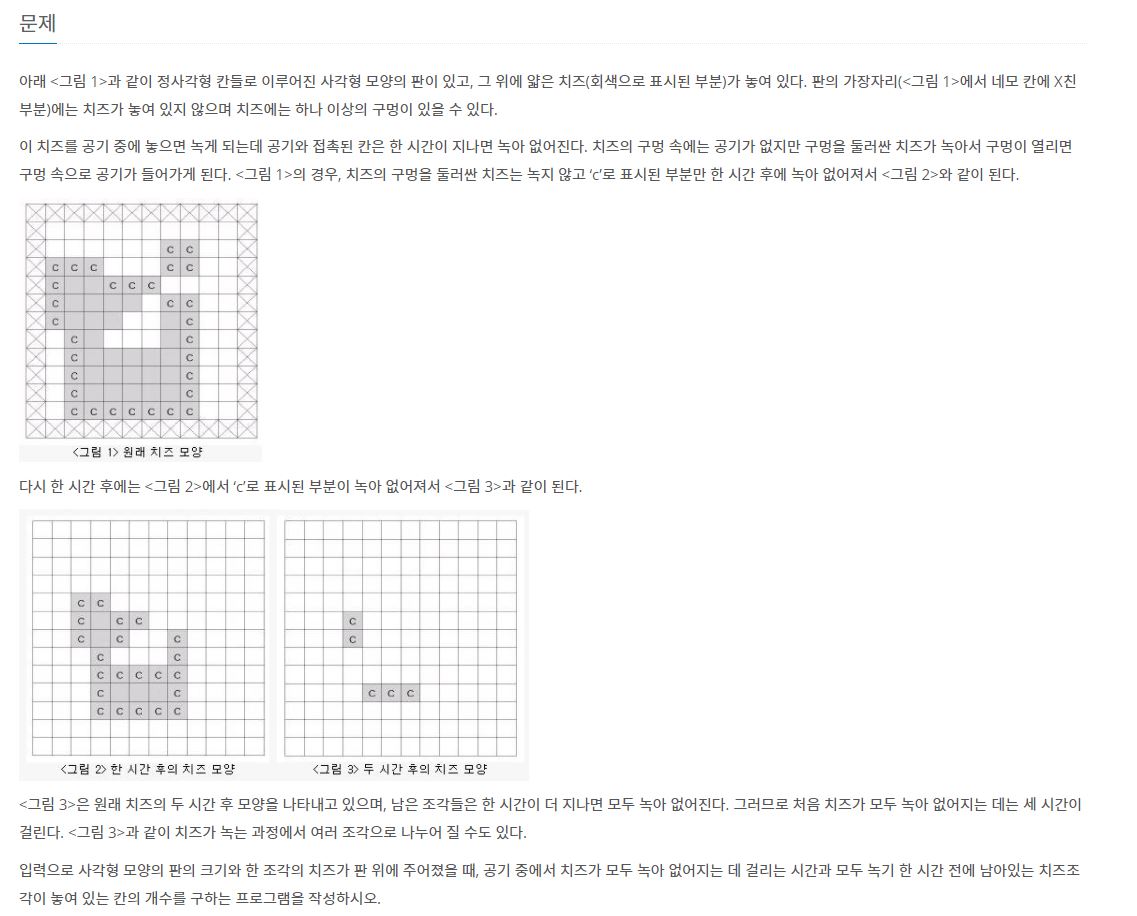 문제
아래 <그림 1>과 같이 정사각형 칸들로 이루어진 사각형 모양의 판이 있고, 그 위에 얇은 치즈(회색으로 표시된 부분)가 놓여 있다. 판의 가장자리(<그림 1>에서 네모 칸에 X친
부분)에는 치즈가 놓여 있지 않으며 치즈에는 하나 이상의 구멍이 있을 수 있다.
이 치즈를 공기 중에 놓으면 녹게 되는데 공기와 접촉된 칸은 한 시간이 지나면 녹아 없어진다. 치즈의 구멍 속에는 공기가 없지만 구멍을 둘러싼 치즈가 녹아서 구멍이 열리면
구멍 속으로 공기가 들어가게 된다. <그림 1>의 경우, 치즈의 구멍을 둘러싼 치즈는 녹지 않고 ‘c’로 표시된 부분만 한 시간 후에 녹아 없어져서 <그림 2>와 같이 된다.
c c
c c c c c
c c c c
c c c
c c
c c
c c
c c
c c
c c c c c c c
<그림 1> 원래 치즈 모양
다시 한 시간 후에는 <그림 2>에서 ‘c’로 표시된 부분이 녹아 없어져서 <그림 3>과 같이 된다.
c c
c c c
c c c
c c
c c c c c
c c
c c c c c
<그림 2> 한 시간 후의 치즈 모양
c
c
c c c
<그림 3> 두 시간 후의 치즈 모양
<그림 3>은 원래 치즈의 두 시간 후 모양을 나타내고 있으며, 남은 조각들은 한 시간이 더 지나면 모두 녹아 없어진다. 그러므로 처음 치즈가 모두 녹아 없어지는 데는 세 시간이
걸린다. <그림 3>과 같이 치즈가 녹는 과정에서 여러 조각으로 나누어 질 수도 있다.
입력으로 사각형 모양의 판의 크기와 한 조각의 치즈가 판 위에 주어졌을 때, 공기 중에서 치즈가 모두 녹아 없어지는 데 걸리는 시간과 모두 녹기 한 시간 전에 남아있는 치즈조
각이 놓여 있는 칸의 개수를 구하는 프로그램을 작성하시오.